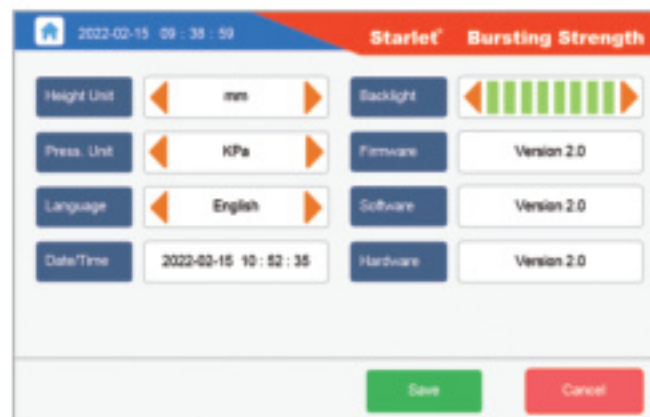 2022-02-15 09 : 38 : 59
Starlet® Bursting Strength
Height Unit mm Backlight
Press. Unit KPa Firmware Version 2.0
Language English Software Version 2.0
Date/Time 2022-02-15 10 : 52 : 35 Hardware Version 2.0
Save Cancel